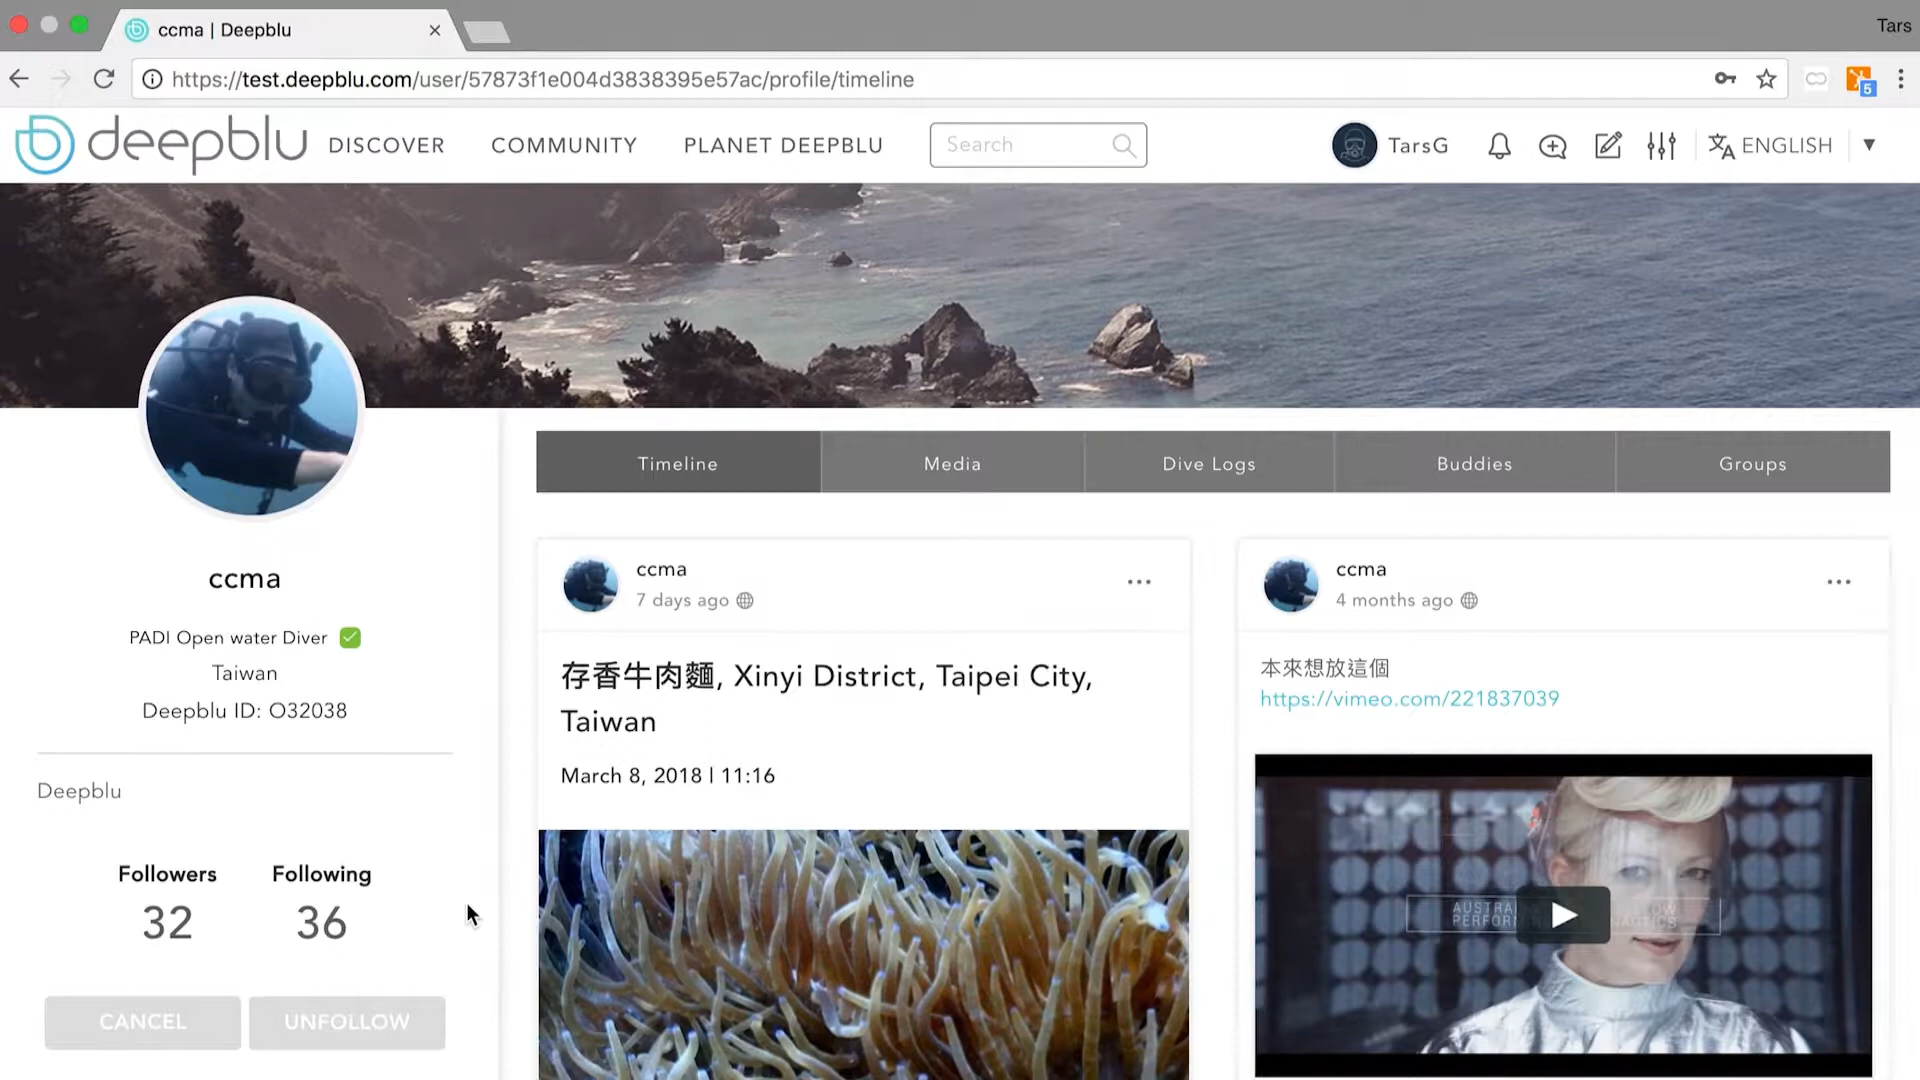 Tars
ccma | Deepblu
https://test.deepblu.com/user/57873f1e004d3838395e57ac/profile/timeline
5
deepblu
DISCOVER
COMMUNITY
PLANET DEEPBLU
Search
TarsG
ENGLISH
Timeline
Media
Dive Logs
Buddies
Groups
ccma
PADI Open water Diver
Taiwan
Deepblu ID: O32038
Deepblu
Followers
Following
32
36
CANCEL
UNFOLLOW
ccma
7 days ago
存香牛肉麵, Xinyi District, Taipei City,
Taiwan
March 8, 2018 | 11:16
ccma
4 months ago
本來想放這個
https://vimeo.com/221837039